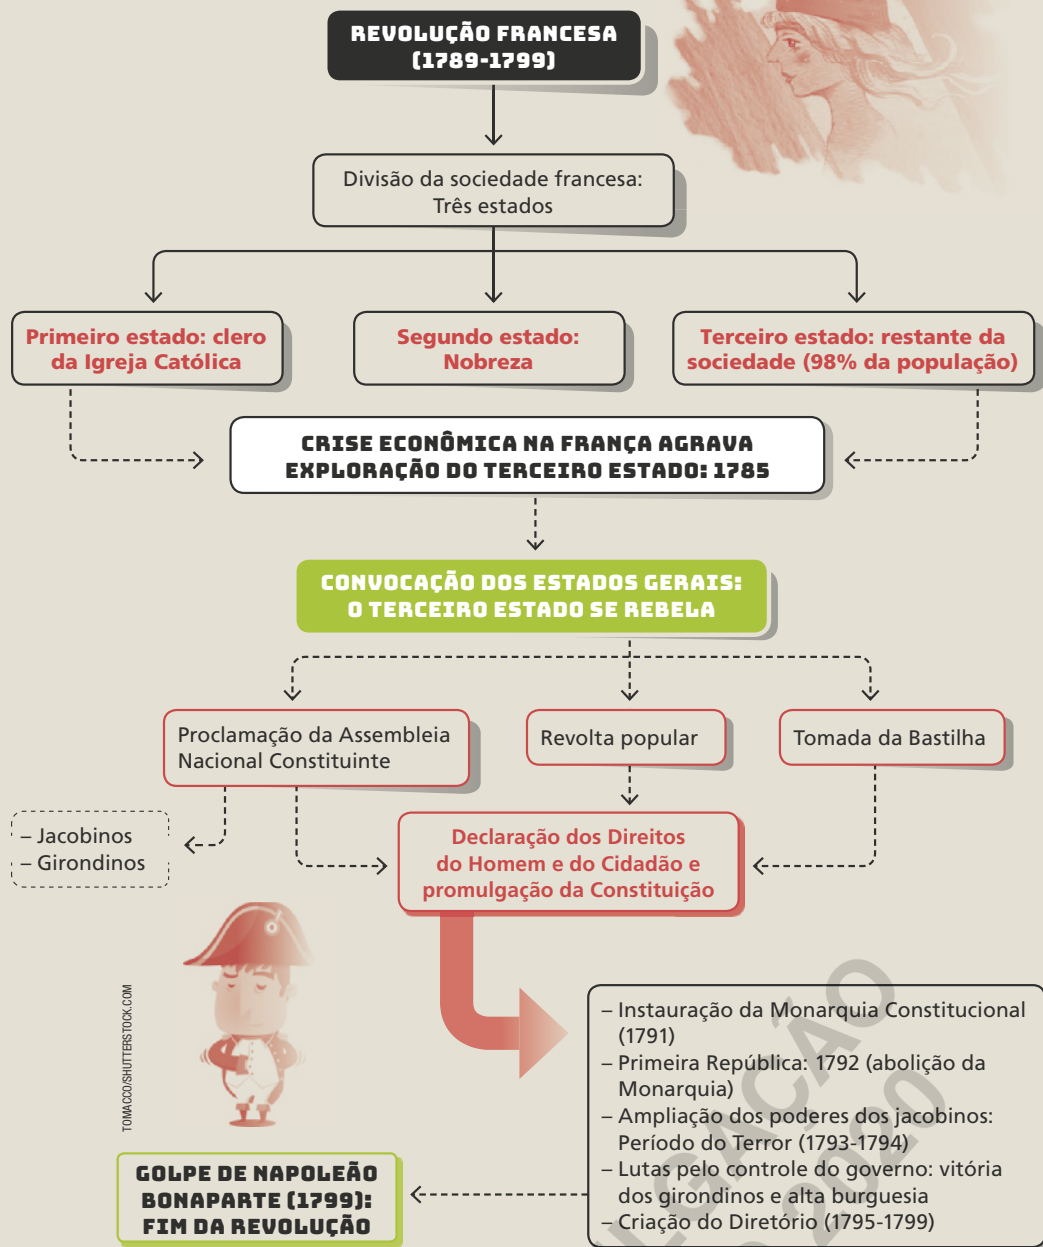 REVOLUÇÃO FRANCESA
(1789-1799)
Divisão da sociedade francesa:
Três estados
Primeiro estado: clero
da Igreja Católica
Segundo estado:
Nobreza
Terceiro estado: restante da
sociedade (98% da população)
CRISE ECONÔMICA NA FRANÇA AGRAVA
EXPLORAÇÃO DO TERCEIRO ESTADO: 1785
CONVOCAÇÃO DOS ESTADOS GERAIS:
O TERCEIRO ESTADO SE REBELA
Proclamação da Assembleia
Nacional Constituinte
Revolta popular
Tomada da Bastilha
– Jacobinos
– Girondinos
Declaração dos Direitos
do Homem e do Cidadão e
promulgação da Constituição
TOMACCO/SHUTTERSTOCK.COM
– Instauração da Monarquia Constitucional
(1791)
– Primeira República: 1792 (abolição da
Monarquia)
– Ampliação dos poderes dos jacobinos:
Período do Terror (1793-1794)
– Lutas pelo controle do governo: vitória
dos girondinos e alta burguesia
– Criação do Diretório (1795-1799)
GOLPE DE NAPOLEÃO
BONAPARTE (1799):
FIM DA REVOLUÇÃO
LGAÇÃO
2020